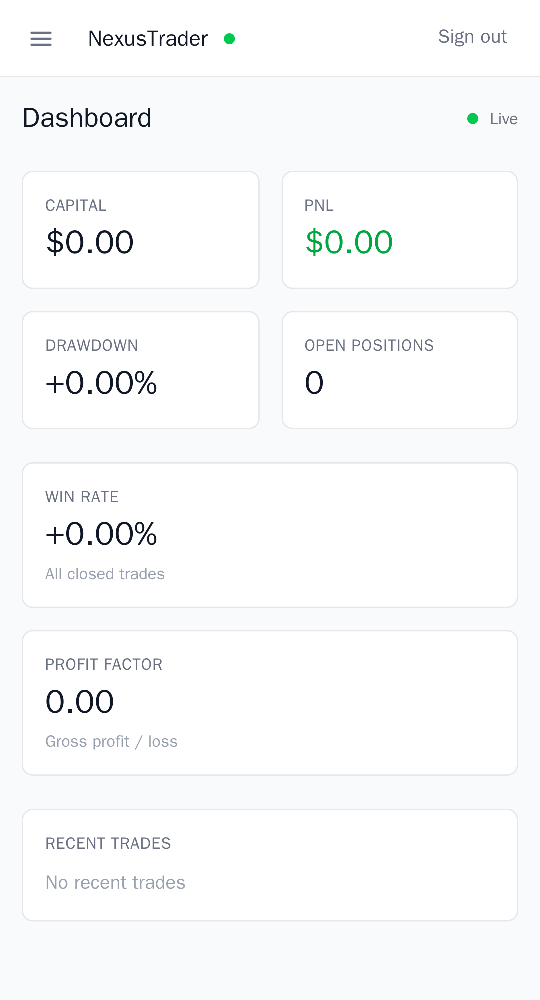 NexusTrader
Sign out
Dashboard
Live
CAPITAL
$0.00
PNL
$0.00
DRAWDOWN
+0.00%
OPEN POSITIONS
0
WIN RATE
+0.00%
All closed trades
PROFIT FACTOR
0.00
Gross profit / loss
RECENT TRADES
No recent trades